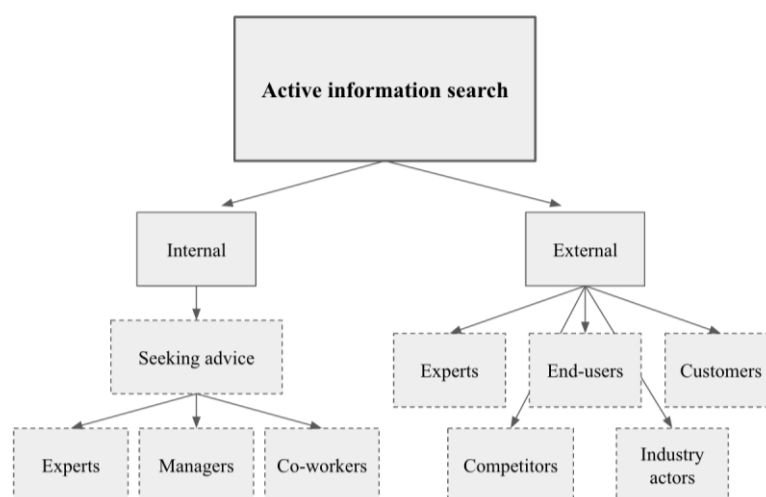 Active information search
Internal
External
Seeking advice
Experts
End-users
Customers
Experts
Managers
Co-workers
Competitors
Industry
actors